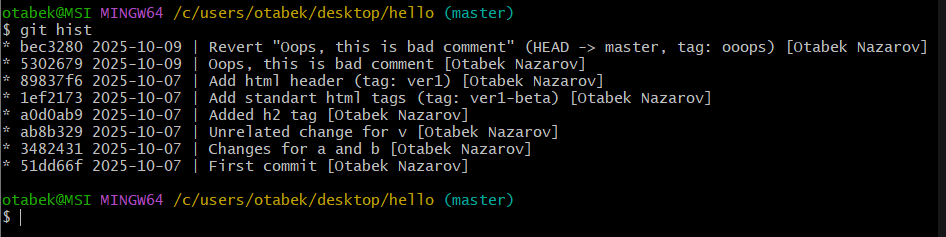 otabek@MSI MINGW64 /c/users/otabek/desktop/hello (master)
$ git hist
* bec3280 2025-10-09 | Revert "Oops, this is bad comment" (HEAD -> master, tag: ooops) [Otabek Nazarov]
* 5302679 2025-10-09 | Oops, this is bad comment [Otabek Nazarov]
* 89837f6 2025-10-07 | Add html header (tag: ver1) [Otabek Nazarov]
* 1ef2173 2025-10-07 | Add standart html tags (tag: ver1-beta) [Otabek Nazarov]
* a0d0ab9 2025-10-07 | Added h2 tag [Otabek Nazarov]
* ab8b329 2025-10-07 | Unrelated change for v [Otabek Nazarov]
* 3482431 2025-10-07 | Changes for a and b [Otabek Nazarov]
* 51dd66f 2025-10-07 | First commit [Otabek Nazarov]
otabek@MSI MINGW64 /c/users/otabek/desktop/hello (master)
$